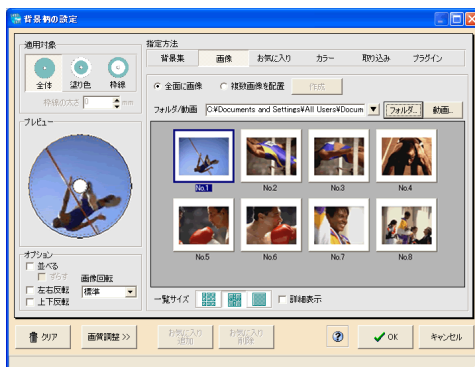 背景柄の設定
適用対象
全体 塗り色 枠線
枠線の太さ 0 mm
プレビュー
オプション
並べる
ずらす
左右反転
上下反転
画像回転
標準
指定方法
背景集 画像 お気に入り カラー 取り込み プラグイン
全面に画像 複数画像を配置 作成
フォルダ/動画 C:¥Documents and Settings¥All Users¥Docum フォルダ... 動画...
No.1 No.2 No.3 No.4
No.5 No.6 No.7 No.8
一覧サイズ 詳細表示
クリア 画質調整 >> お気に入り追加 お気に入り削除 ? OK キャンセル